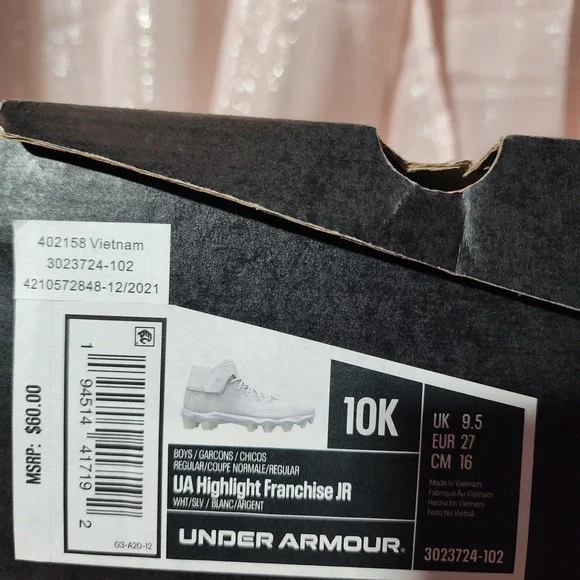 402158 Vietnam
3023724-102
4210572848-12/2021
MSRP: $60.00
1 94514 41719 2
G3-A20-12
BOYS / GARCONS / CHICOS
REGULAR/COUPE NORMALE/REGULAR
UA Highlight Franchise JR
WHT/SLV / BLANC/ARGENT
UNDER ARMOUR®
10K
UK 9.5
EUR 27
CM 16
Made In Vietnam
Fabriqué Au Vietnam
Hecho En Vietnam
Feito No Vietnã
3023724-102